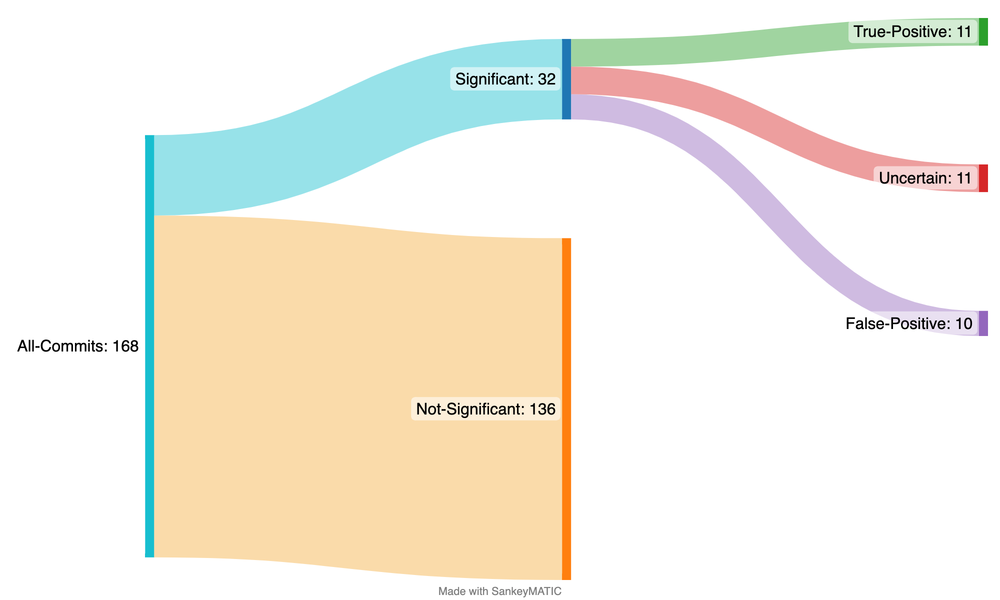 True-Positive: 11
Significant: 32
Uncertain: 11
False-Positive: 10
All-Commits: 168
Not-Significant: 136
Made with SankeyMATIC